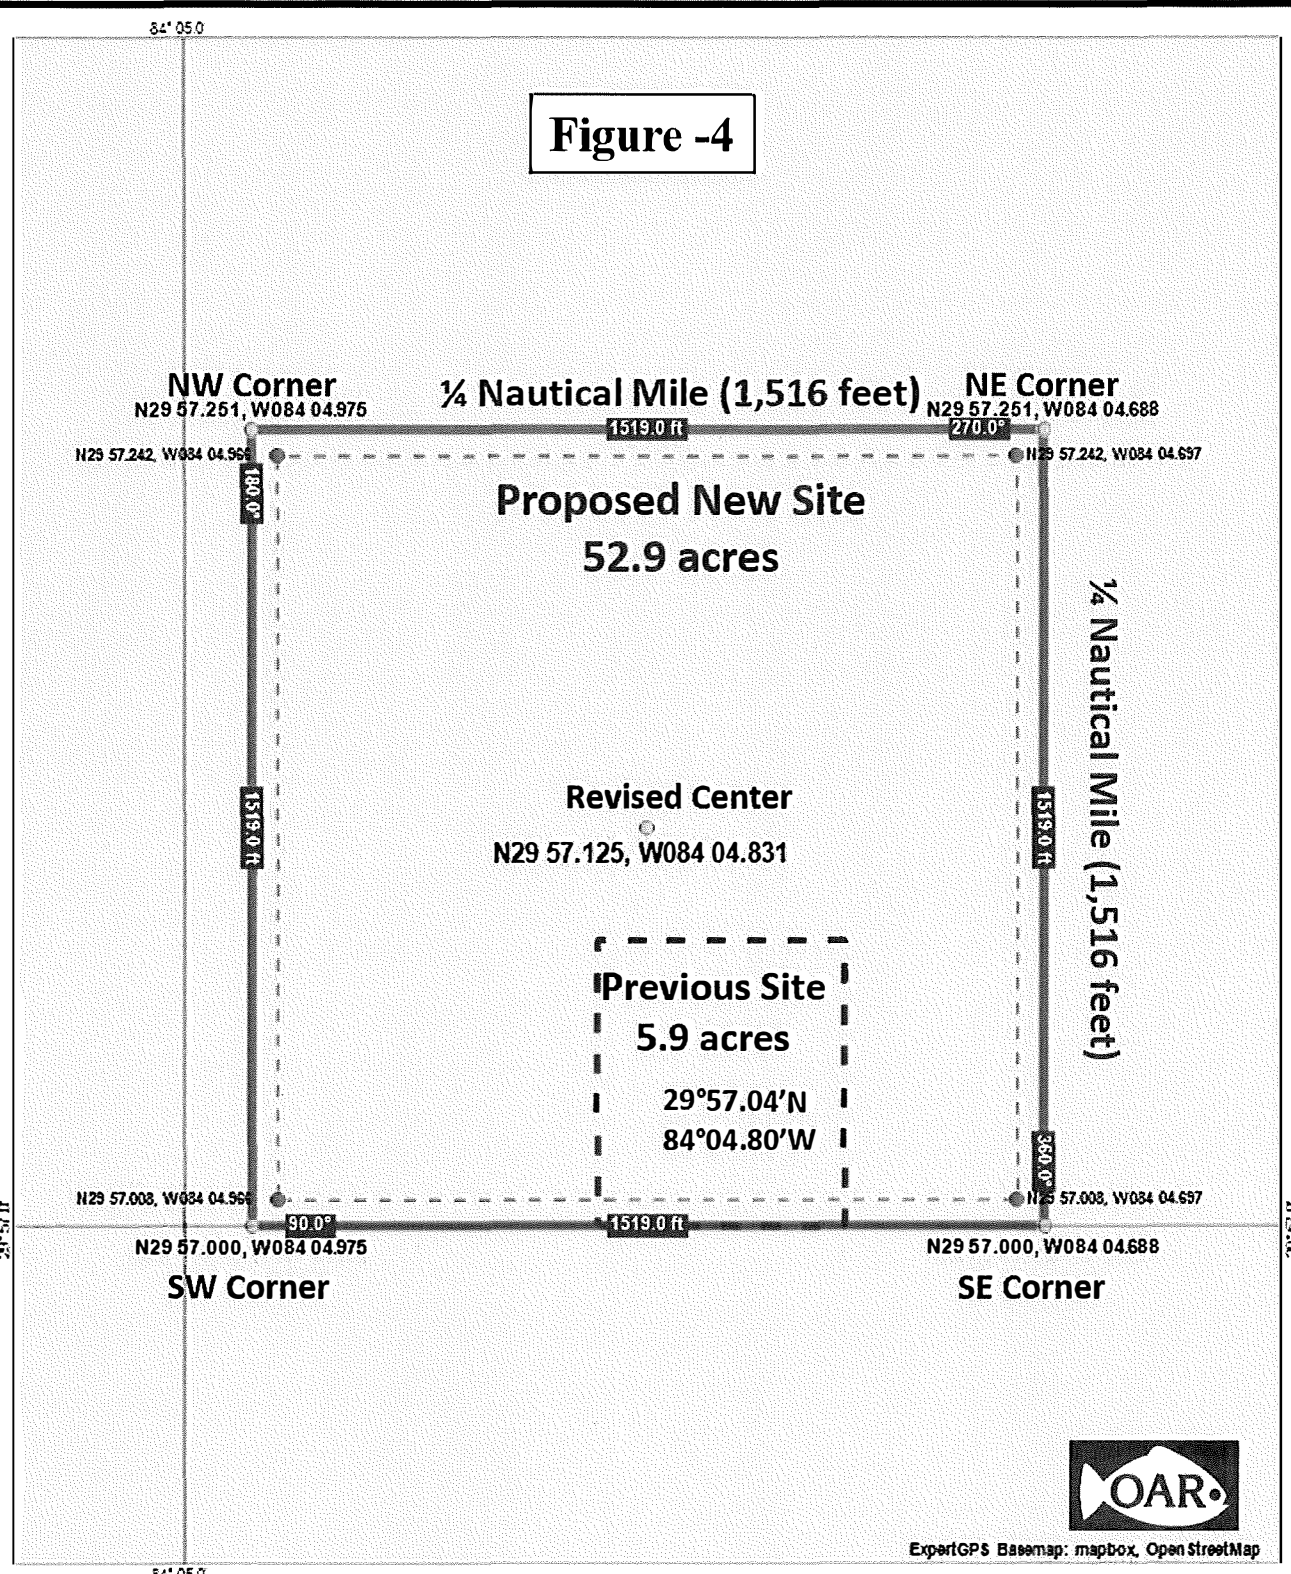 84° 05.0
Figure -4
NW Corner
N29 57.251, W084 04.975
¼ Nautical Mile (1,516 feet)
NE Corner
N29 57.251, W084 04.688
1519.0 ft
270.0°
N29 57.242, W084 04.966
N29 57.242, W084 04.697
180.0°
Proposed New Site
52.9 acres
¼ Nautical Mile (1,516 feet)
Revised Center
N29 57.125, W084 04.831
1519.0 ft
1519.0 ft
Previous Site
5.9 acres
29°57.04'N
84°04.80'W
360.0°
N29 57.008, W084 04.966
N29 57.008, W084 04.697
90.0°
1519.0 ft
N29 57.000, W084 04.975
N29 57.000, W084 04.688
SW Corner
SE Corner
OAR
ExpertGPS Basemap: mapbox, OpenStreetMap
84° 05.0